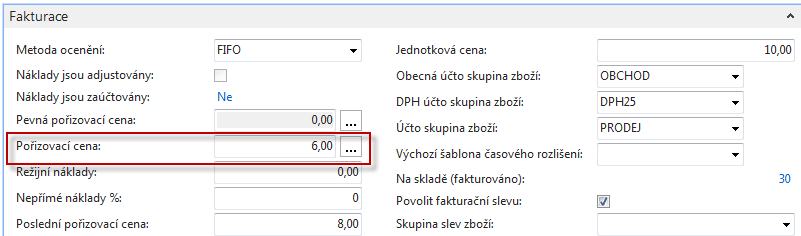 Fakturace
Metoda ocenění: FIFO
Náklady jsou adjustovány:
Náklady jsou zaúčtovány: Ne
Pevná pořizovací cena: 0,00 ...
Pořizovací cena: 6,00 ...
Režijní náklady: 0,00
Nepřímé náklady %: 0
Poslední pořizovací cena: 8,00
Jednotková cena: 10,00
Obecná účto skupina zboží: OBCHOD
DPH účto skupina zboží: DPH25
Účto skupina zboží: PRODEJ
Výchozí šablona časového rozlišení:
Na skladě (fakturováno): 30
Povolit fakturační slevu:
Skupina slev zboží: